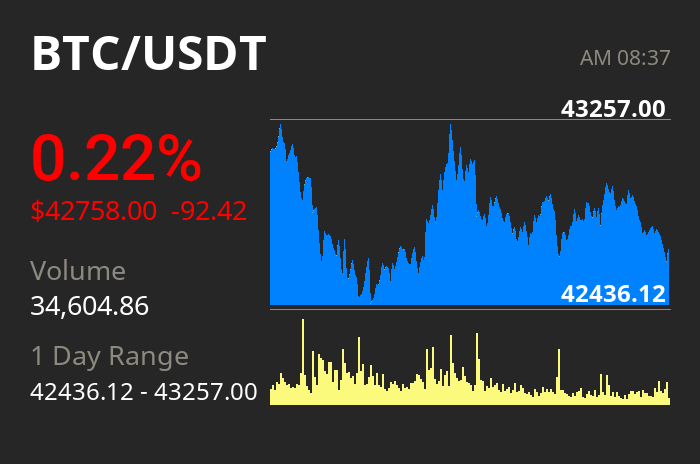 BTC/USDT
AM 08:37
43257.00
0.22%
$42758.00 -92.42
Volume
34,604.86
42436.12
1 Day Range
42436.12 - 43257.00